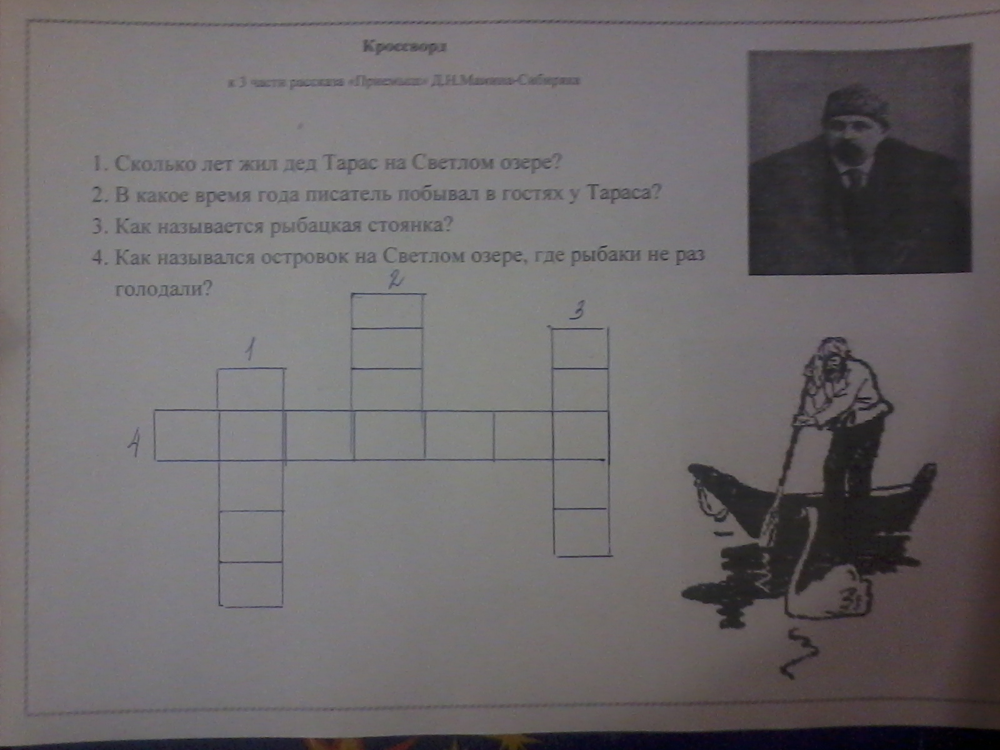 Кроссворд
к 3 части рассказа «Приемыш» Д.Н.Мамина-Сибиряка
1. Сколько лет жил дед Тарас на Светлом озере?
2. В какое время года писатель побывал в гостях у Тараса?
3. Как называется рыбацкая стоянка?
4. Как назывался островок на Светлом озере, где рыбаки не раз
голодали?
2
3
1
4